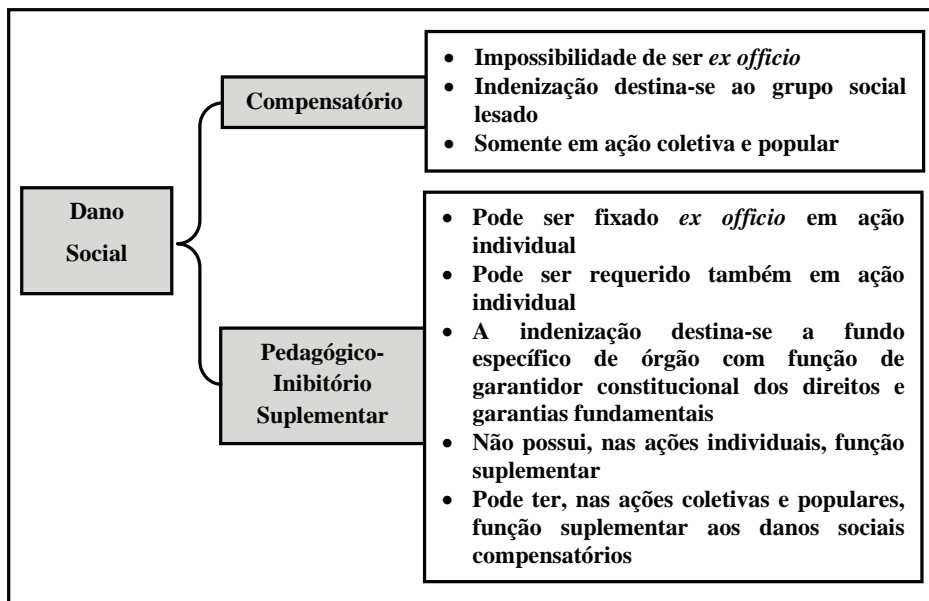 Dano
Social
Compensatório
• Impossibilidade de ser ex officio
• Indenização destina-se ao grupo social
lesado
• Somente em ação coletiva e popular
Pedagógico-
Inibitório
Suplementar
• Pode ser fixado ex officio em ação
individual
• Pode ser requerido também em ação
individual
• A indenização destina-se a fundo
específico de órgão com função de
garantidor constitucional dos direitos e
garantias fundamentais
• Não possui, nas ações individuais, função
suplementar
• Pode ter, nas ações coletivas e populares,
função suplementar aos danos sociais
compensatórios